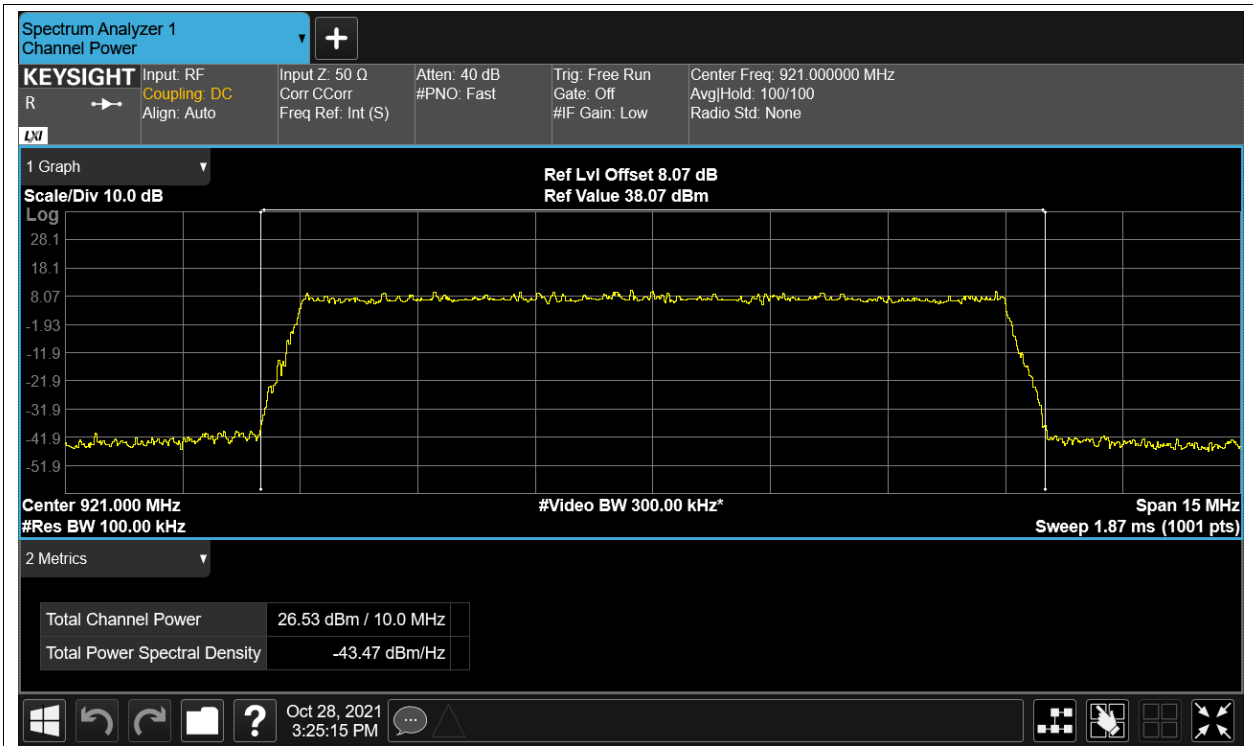 Spectrum Analyzer 1
Channel Power
KEYSIGHT
R
LXI
Input: RF
Coupling: DC
Align: Auto
Input Z: 50 Ω
Corr CCorr
Freq Ref: Int (S)
Atten: 40 dB
#PNO: Fast
Trig: Free Run
Gate: Off
#IF Gain: Low
Center Freq: 921.000000 MHz
Avg|Hold: 100/100
Radio Std: None
1 Graph
Scale/Div 10.0 dB
Ref Lvl Offset 8.07 dB
Ref Value 38.07 dBm
Log
28.1
18.1
8.07
-1.93
-11.9
-21.9
-31.9
-41.9
-51.9
Center 921.000 MHz
#Res BW 100.00 kHz
#Video BW 300.00 kHz*
Span 15 MHz
Sweep 1.87 ms (1001 pts)
2 Metrics
Total Channel Power 26.53 dBm / 10.0 MHz
Total Power Spectral Density -43.47 dBm/Hz
Oct 28, 2021
3:25:15 PM